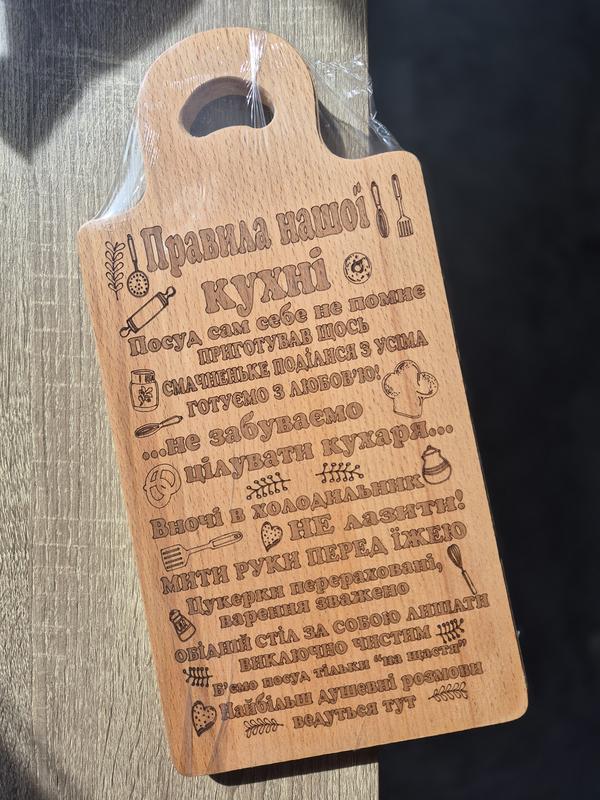 Правила нашої
кухні
Посуд сам себе не помиє
ПРИГОТУВАВ ЩОСЬ
СМАЧНЕНЬКЕ ПОДІЛИСЯ З УСІМА
ГОТУЄМО З ЛЮБОВ'Ю!
...не забуваємо
цілувати кухаря...
Вночі в холодильник
НЕ лазити!
МИТИ РУКИ ПЕРЕД ЇЖЕЮ
Цукерки перераховані,
варення зважено
ОБІДНІЙ СТІЛ ЗА СОБОЮ ЛИШАТИ
ВИКЛЮЧНО ЧИСТИМ
Б'ємо посуд тільки "на щастя"
Найбільш душевні розмови
ведуться тут